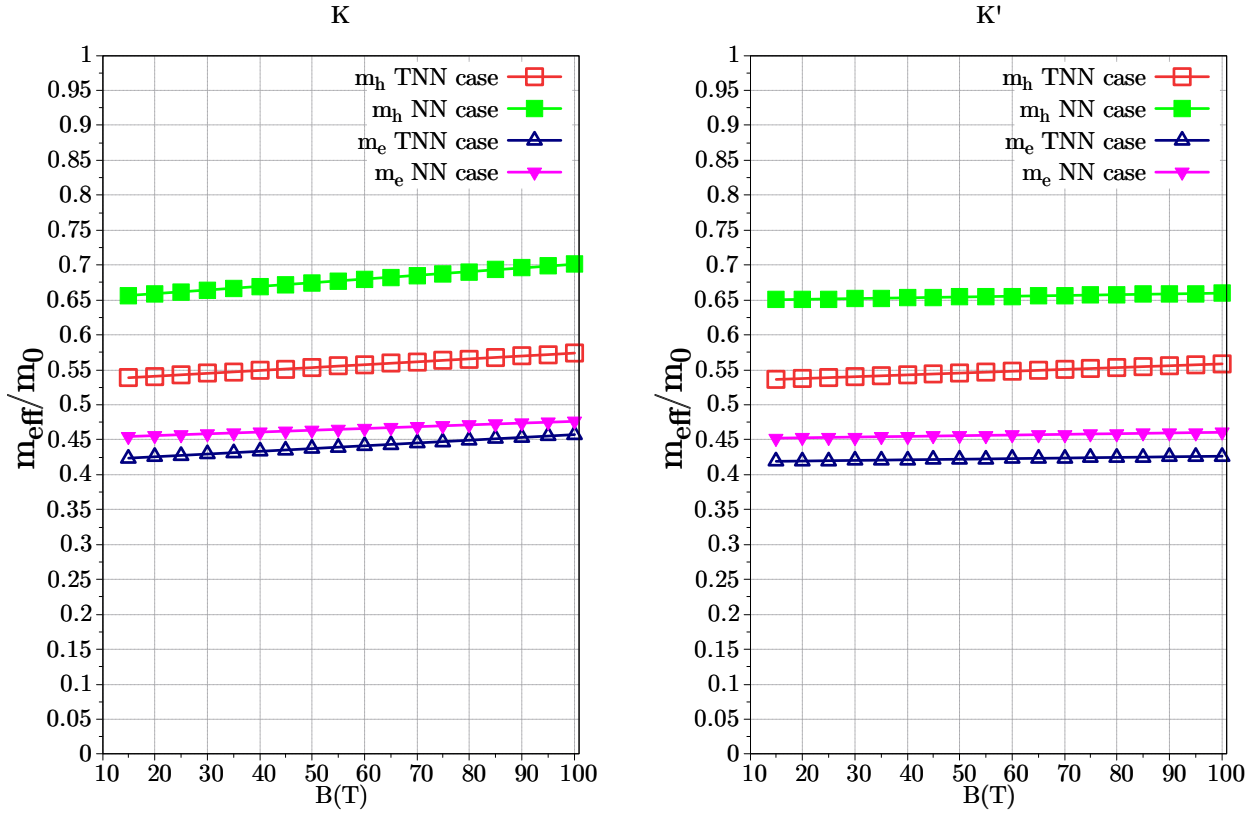 K
m_eff/m_0
1
0.95
0.9
0.85
0.8
0.75
0.7
0.65
0.6
0.55
0.5
0.45
0.4
0.35
0.3
0.25
0.2
0.15
0.1
0.05
0
m_h TNN case
m_h NN case
m_e TNN case
m_e NN case
10 20 30 40 50 60 70 80 90 100
B(T)
K'
m_eff/m_0
1
0.95
0.9
0.85
0.8
0.75
0.7
0.65
0.6
0.55
0.5
0.45
0.4
0.35
0.3
0.25
0.2
0.15
0.1
0.05
0
m_h TNN case
m_h NN case
m_e TNN case
m_e NN case
10 20 30 40 50 60 70 80 90 100
B(T)